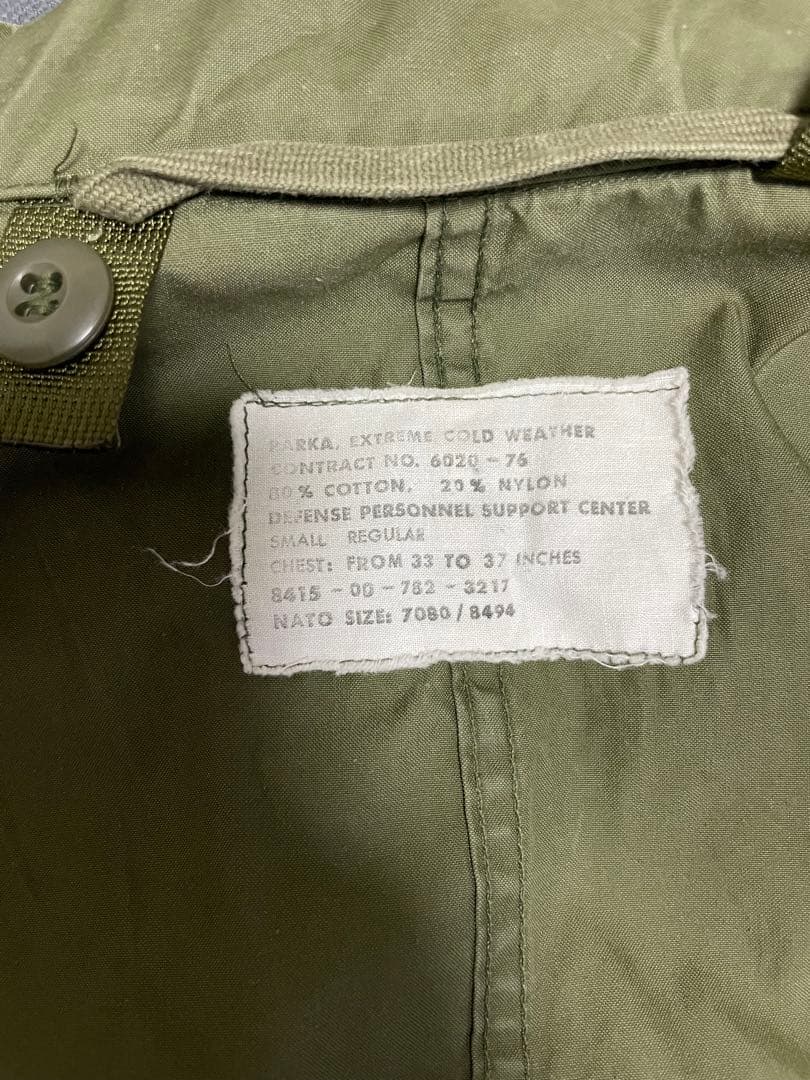 PARKA, EXTREME COLD WEATHER
CONTRACT NO. 6020-76
80% COTTON, 20% NYLON
DEFENSE PERSONNEL SUPPORT CENTER
SMALL REGULAR
CHEST: FROM 33 TO 37 INCHES
8415-00-782-3217
NATO SIZE: 7080/8494